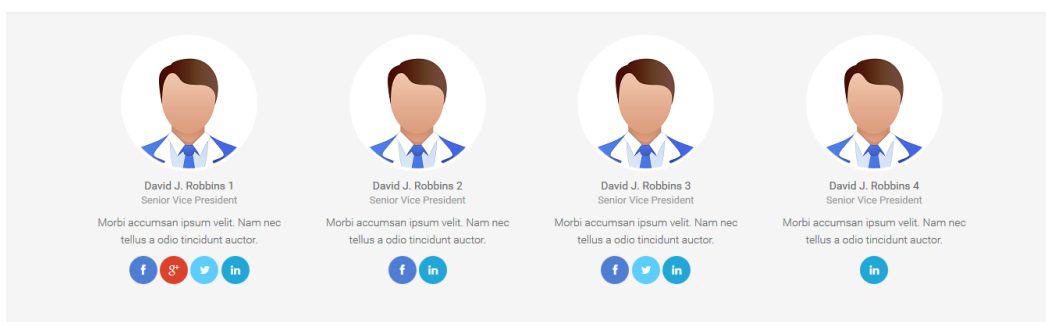 David J. Robbins 1
Senior Vice President
Morbi accumsan ipsum velit. Nam nec
tellus a odio tincidunt auctor.
f g+ in
David J. Robbins 2
Senior Vice President
Morbi accumsan ipsum velit. Nam nec
tellus a odio tincidunt auctor.
f in
David J. Robbins 3
Senior Vice President
Morbi accumsan ipsum velit. Nam nec
tellus a odio tincidunt auctor.
f in
David J. Robbins 4
Senior Vice President
Morbi accumsan ipsum velit. Nam nec
tellus a odio tincidunt auctor.
in